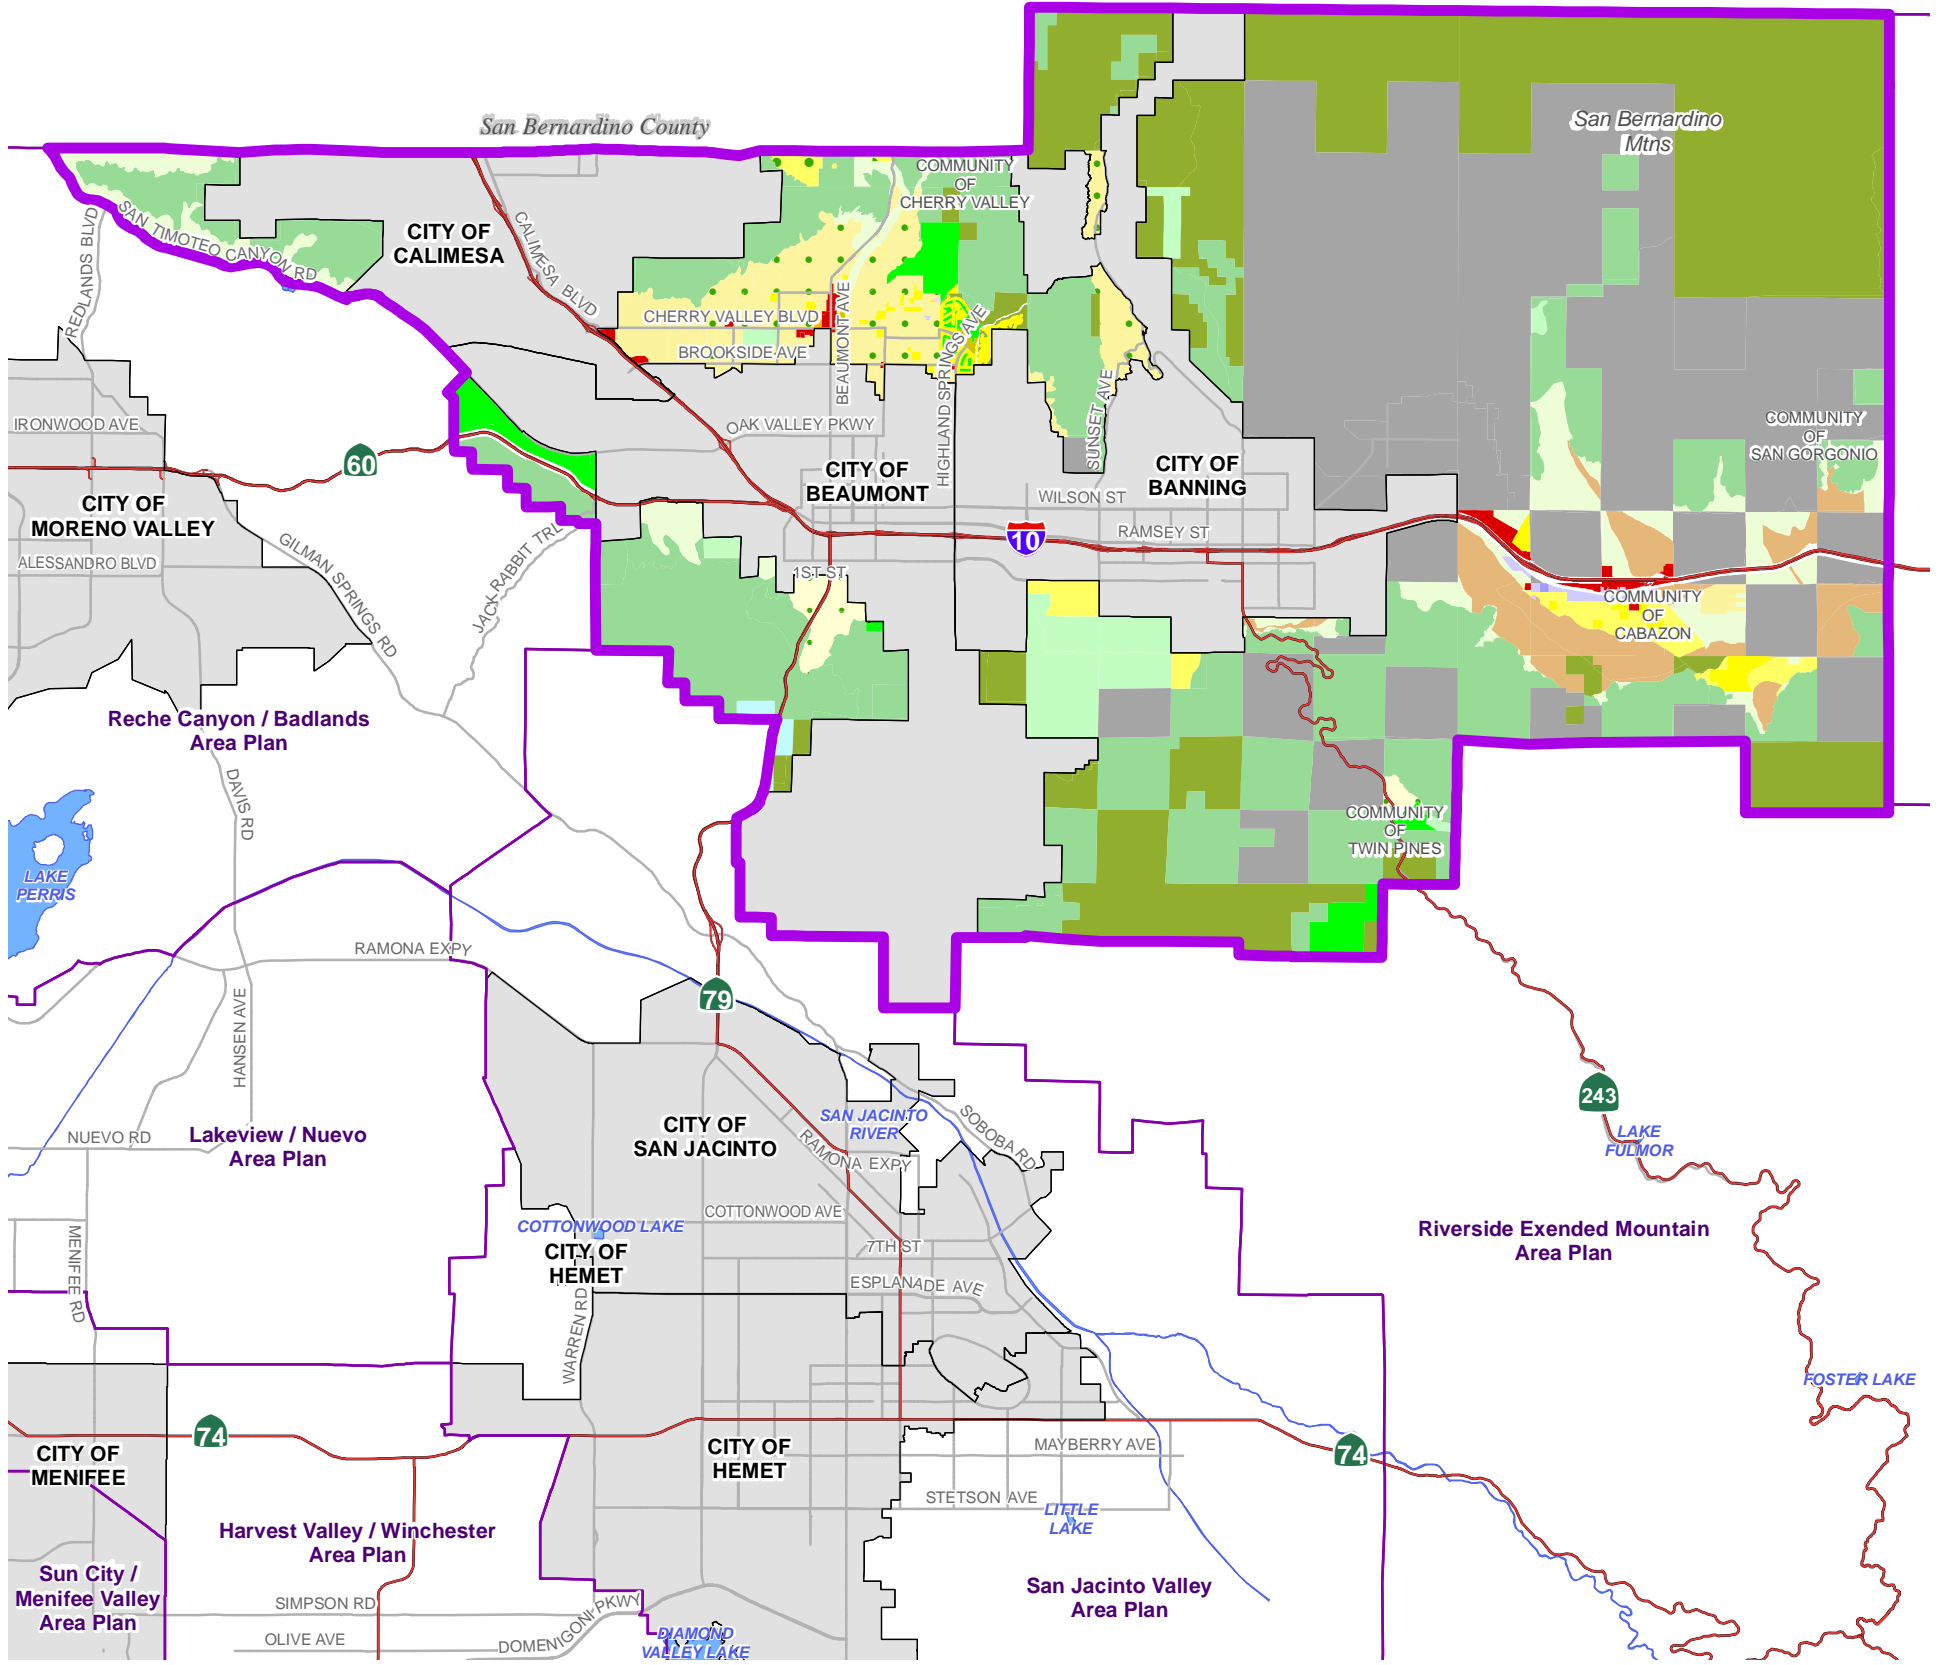 San Bernardino County
San Bernardino
Mtns
COMMUNITY
OF
CHERRY VALLEY
CITY OF
CALIMESA
CALIMESA BLVD
SAN TIMOTEO CANYON RD
REDLANDS BLVD
CHERRY VALLEY BLVD
BROOKSIDE AVE
BEAUMONT AVE
HIGHLAND SPRINGS AVE
SUNSET AVE
OAK VALLEY PKWY
IRONWOOD AVE
60
CITY OF
BEAUMONT
CITY OF
BANNING
COMMUNITY
OF
SAN GORGONIO
WILSON ST
RAMSEY ST
10
CITY OF
MORENO VALLEY
ALESSANDRO BLVD
GILMAN SPRINGS RD
JACK RABBIT TRL
1ST ST
COMMUNITY
OF
CABAZON
Reche Canyon / Badlands
Area Plan
DAVIS RD
COMMUNITY
OF
TWIN PINES
LAKE
PERRIS
RAMONA EXPY
79
HANSEN AVE
243
NUEVO RD
Lakeview / Nuevo
Area Plan
CITY OF
SAN JACINTO
SAN JACINTO
RIVER
SOBOBA RD
RAMONA EXPY
LAKE
FULMOR
COTTONWOOD AVE
COTTONWOOD LAKE
CITY OF
HEMET
7TH ST
ESPLANADE AVE
Riverside Exended Mountain
Area Plan
MENIFEE RD
WARREN RD
FOSTER LAKE
74
CITY OF
MENIFEE
CITY OF
HEMET
MAYBERRY AVE
74
STETSON AVE
LITTLE
LAKE
Harvest Valley / Winchester
Area Plan
Sun City /
Menifee Valley
Area Plan
San Jacinto Valley
Area Plan
SIMPSON RD
OLIVE AVE
DOMENIGONI PKWY
DIAMOND
VALLEY LAKE